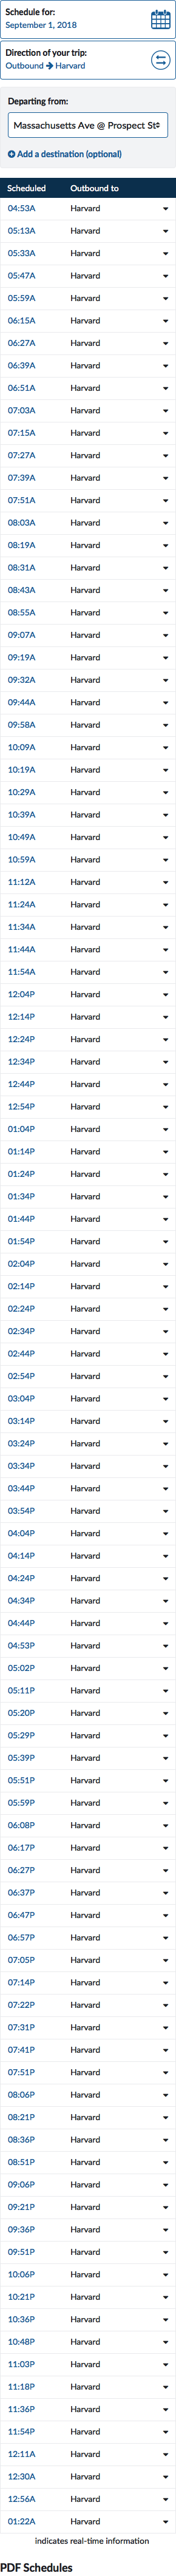 Schedule for:
September 1, 2018
Direction of your trip:
Outbound → Harvard
Departing from:
Massachusetts Ave @ Prospect St
Add a destination (optional)
Scheduled Outbound to
04:53A Harvard
05:13A Harvard
05:33A Harvard
05:47A Harvard
05:59A Harvard
06:15A Harvard
06:27A Harvard
06:39A Harvard
06:51A Harvard
07:03A Harvard
07:15A Harvard
07:27A Harvard
07:39A Harvard
07:51A Harvard
08:03A Harvard
08:19A Harvard
08:31A Harvard
08:43A Harvard
08:55A Harvard
09:07A Harvard
09:19A Harvard
09:32A Harvard
09:44A Harvard
09:58A Harvard
10:09A Harvard
10:19A Harvard
10:29A Harvard
10:39A Harvard
10:49A Harvard
10:59A Harvard
11:12A Harvard
11:24A Harvard
11:34A Harvard
11:44A Harvard
11:54A Harvard
12:04P Harvard
12:14P Harvard
12:24P Harvard
12:34P Harvard
12:44P Harvard
12:54P Harvard
01:04P Harvard
01:14P Harvard
01:24P Harvard
01:34P Harvard
01:44P Harvard
01:54P Harvard
02:04P Harvard
02:14P Harvard
02:24P Harvard
02:34P Harvard
02:44P Harvard
02:54P Harvard
03:04P Harvard
03:14P Harvard
03:24P Harvard
03:34P Harvard
03:44P Harvard
03:54P Harvard
04:04P Harvard
04:14P Harvard
04:24P Harvard
04:34P Harvard
04:44P Harvard
04:53P Harvard
05:02P Harvard
05:11P Harvard
05:20P Harvard
05:29P Harvard
05:39P Harvard
05:51P Harvard
05:59P Harvard
06:08P Harvard
06:17P Harvard
06:27P Harvard
06:37P Harvard
06:47P Harvard
06:57P Harvard
07:05P Harvard
07:14P Harvard
07:22P Harvard
07:31P Harvard
07:41P Harvard
07:51P Harvard
08:06P Harvard
08:21P Harvard
08:36P Harvard
08:51P Harvard
09:06P Harvard
09:21P Harvard
09:36P Harvard
09:51P Harvard
10:06P Harvard
10:21P Harvard
10:36P Harvard
10:48P Harvard
11:03P Harvard
11:18P Harvard
11:36P Harvard
11:54P Harvard
12:11A Harvard
12:30A Harvard
12:56A Harvard
01:22A Harvard
indicates real-time information
PDF Schedules